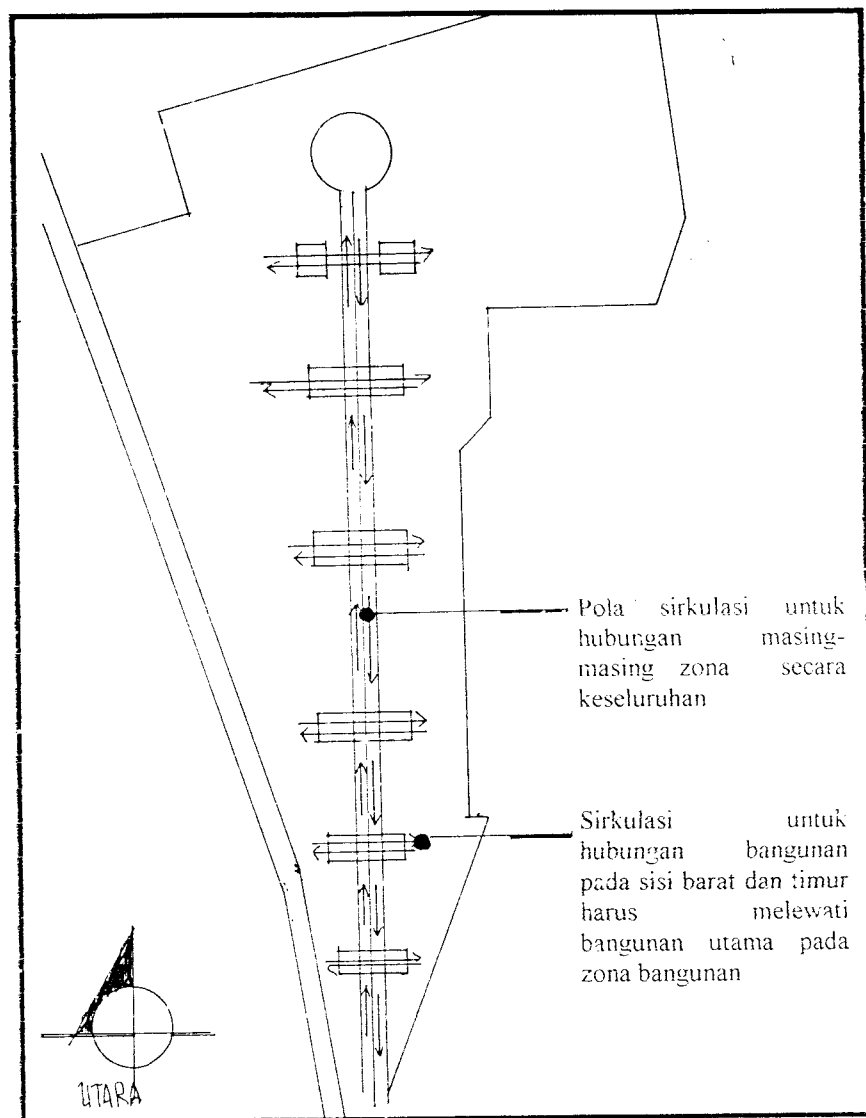 Pola sirkulasi untuk
hubungan masing-
masing zona secara
keseluruhan
Sirkulasi untuk
hubungan bangunan
pada sisi barat dan timur
harus melewati
bangunan utama pada
zona bangunan
UTARA